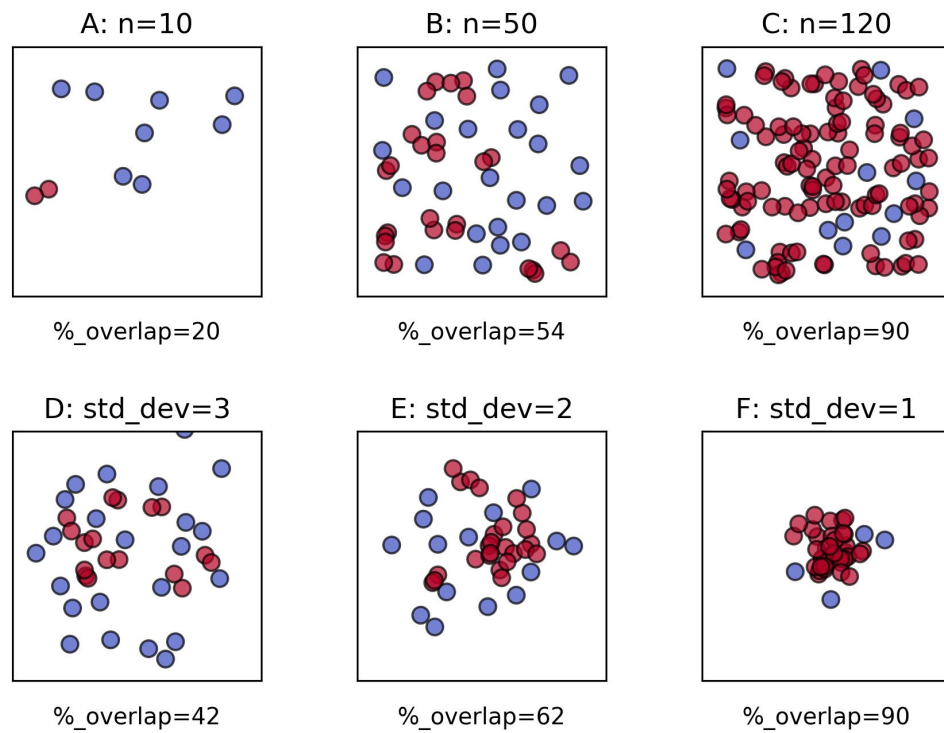 A: n=10
B: n=50
C: n=120
%_overlap=20
%_overlap=54
%_overlap=90
D: std_dev=3
E: std_dev=2
F: std_dev=1
%_overlap=42
%_overlap=62
%_overlap=90